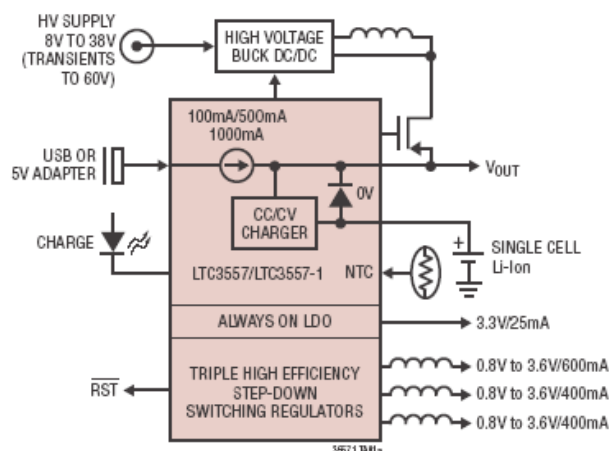 HV SUPPLY
8V TO 38V
(TRANSIENTS
TO 60V)
HIGH VOLTAGE
BUCK DC/DC
100mA/500mA
1000mA
USB OR
5V ADAPTER
VOUT
0V
CC/CV
CHARGER
CHARGE
+
SINGLE CELL
Li-Ion
LTC3557/LTC3557-1
NTC
ALWAYS ON LDO
3.3V/25mA
TRIPLE HIGH EFFICIENCY
STEP-DOWN
SWITCHING REGULATORS
RST
0.8V to 3.6V/600mA
0.8V to 3.6V/400mA
0.8V to 3.6V/400mA